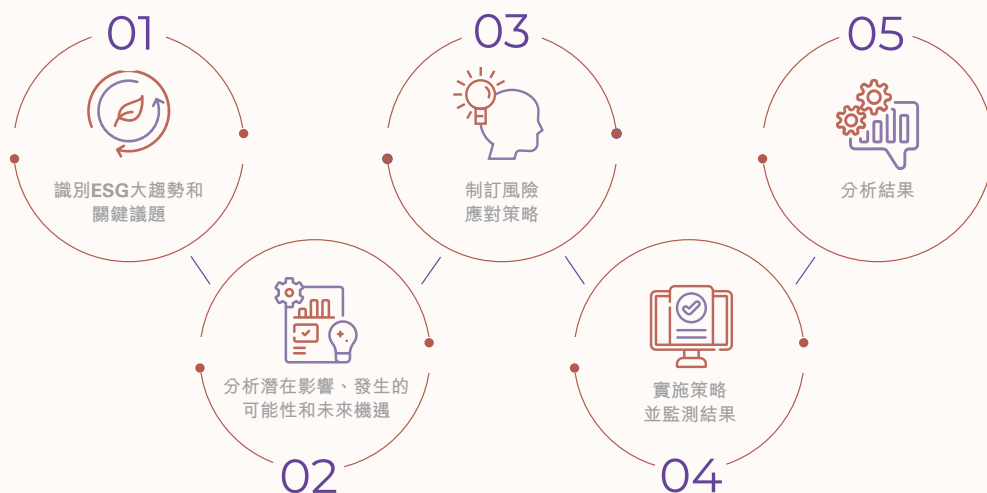 01
識別ESG大趨勢和
關鍵議題
分析潛在影響、發生的
可能性和未來機遇
02
03
制訂風險
應對策略
實施策略
並監測結果
04
05
分析結果